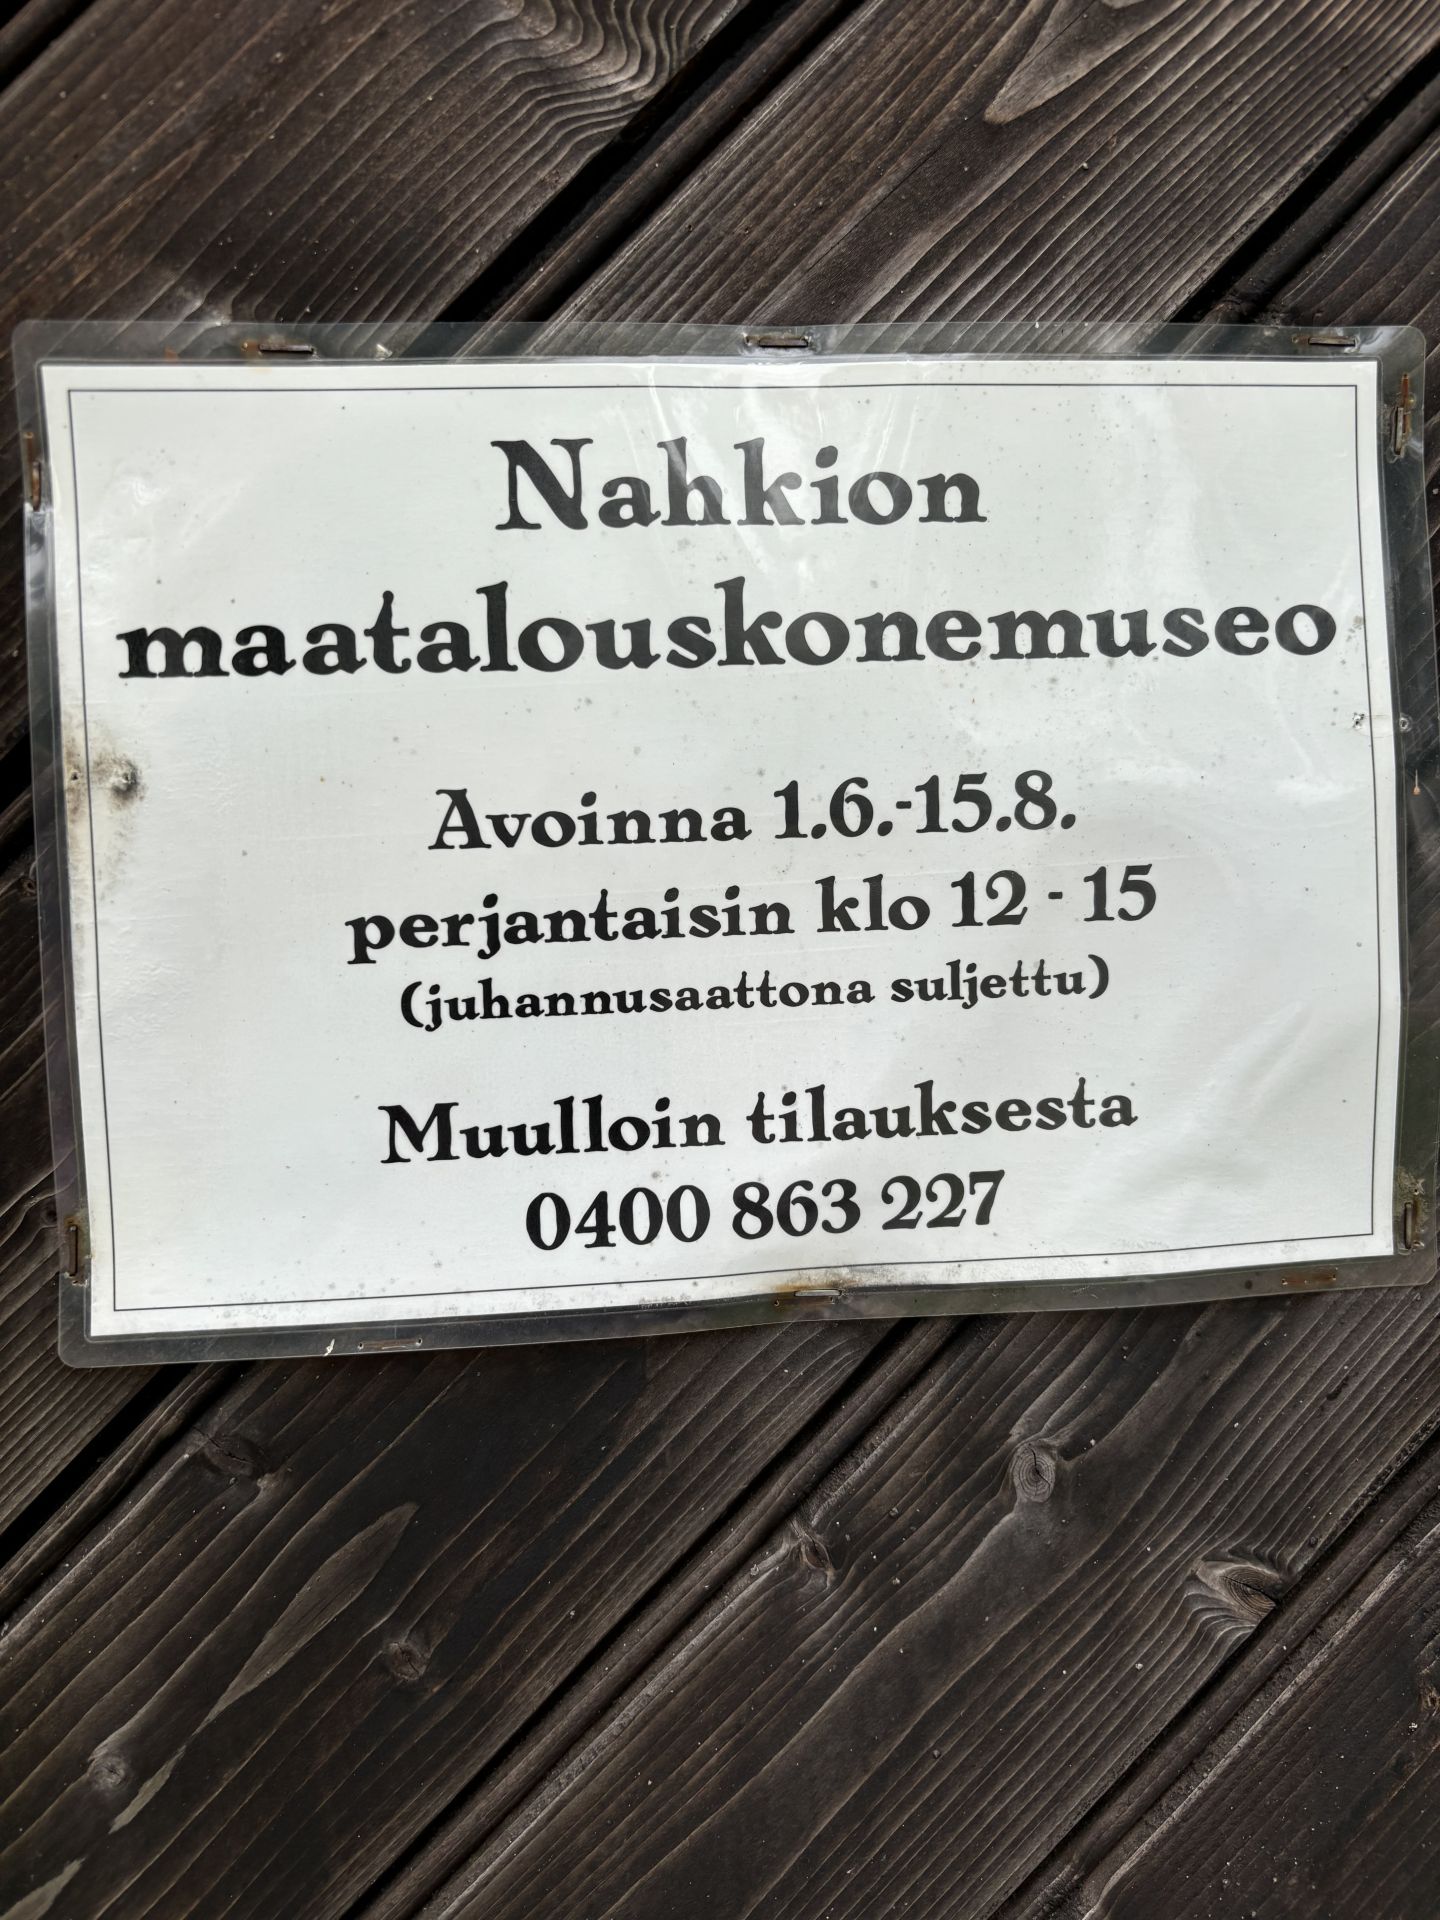 Nahkion
maatalouskonemuseo
Avoinna 1.6.-15.8.
perjantaisin klo 12 - 15
(juhannusaattona suljettu)
Muulloin tilauksesta
0400 863 227